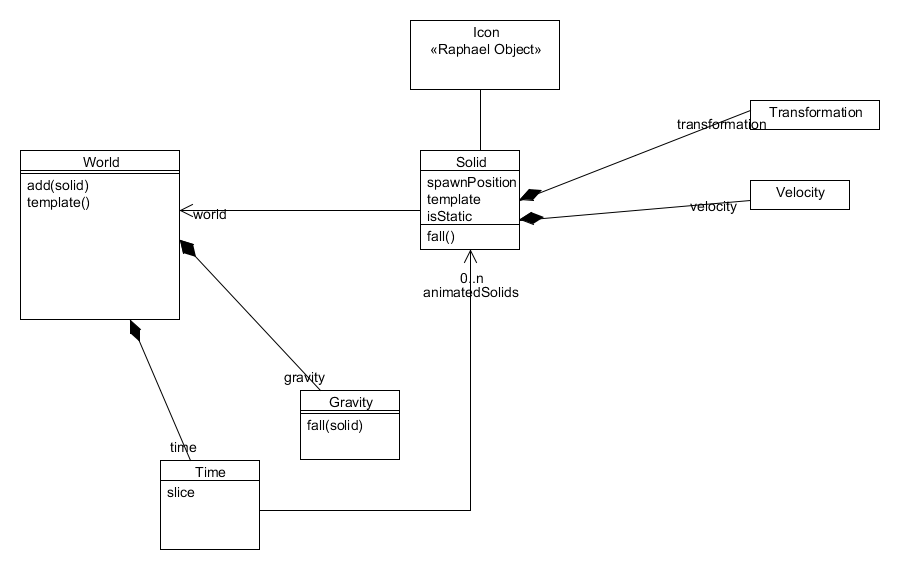 Icon
«Raphael Object»
transformation
Transformation
World
add(solid)
template()
Solid
spawnPosition
template
isStatic
fall()
velocity
Velocity
world
0..n
animatedSolids
gravity
Gravity
fall(solid)
time
Time
slice